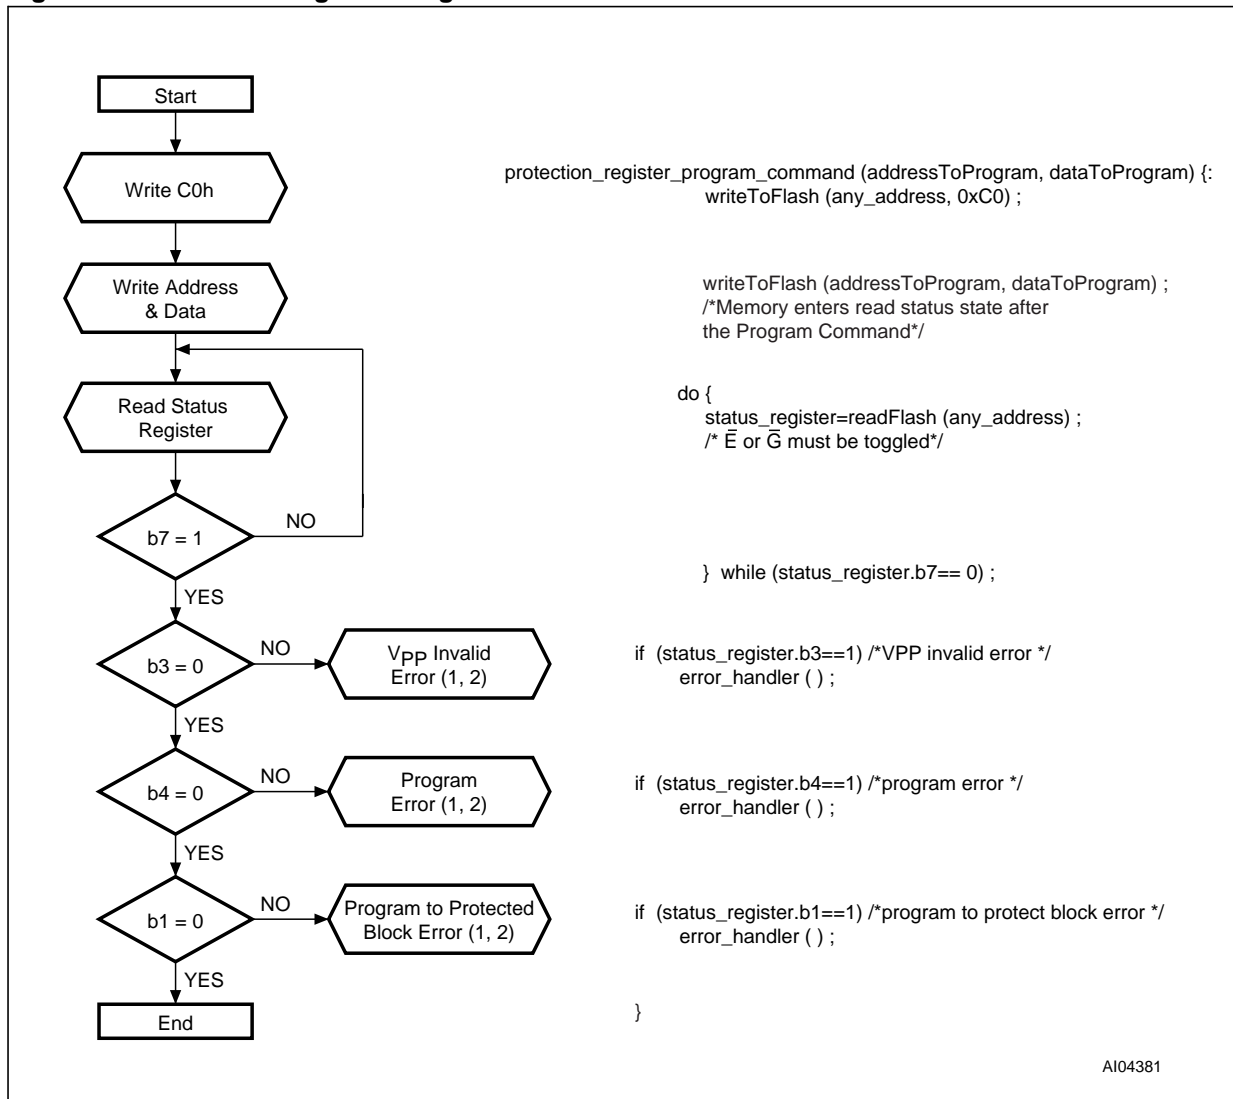 Start
Write C0h
protection_register_program_command (addressToProgram, dataToProgram) {:
writeToFlash (any_address, 0xC0) ;
Write Address
& Data
writeToFlash (addressToProgram, dataToProgram) ;
/*Memory enters read status state after
the Program Command*/
Read Status
Register
do {
status_register=readFlash (any_address) ;
/* E̅ or G̅ must be toggled*/
b7 = 1
NO
} while (status_register.b7== 0) ;
YES
b3 = 0
NO
VPP Invalid
Error (1, 2)
if (status_register.b3==1) /*VPP invalid error */
error_handler ( ) ;
YES
b4 = 0
NO
Program
Error (1, 2)
if (status_register.b4==1) /*program error */
error_handler ( ) ;
YES
b1 = 0
NO
Program to Protected
Block Error (1, 2)
if (status_register.b1==1) /*program to protect block error */
error_handler ( ) ;
YES
End
}
AI04381